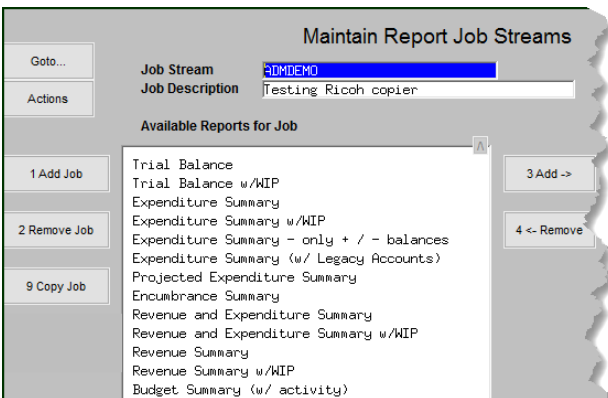 Maintain Report Job Streams
Goto...
Actions
Job Stream ADMDEMO
Job Description Testing Ricoh copier
Available Reports for Job
1 Add Job
2 Remove Job
9 Copy Job
Trial Balance
Trial Balance w/WIP
Expenditure Summary
Expenditure Summary w/WIP
Expenditure Summary - only + / - balances
Expenditure Summary (w/ Legacy Accounts)
Projected Expenditure Summary
Encumbrance Summary
Revenue and Expenditure Summary
Revenue and Expenditure Summary w/WIP
Revenue Summary
Revenue Summary w/WIP
Budget Summary (w/ activity)
3 Add ->
4 <- Remove